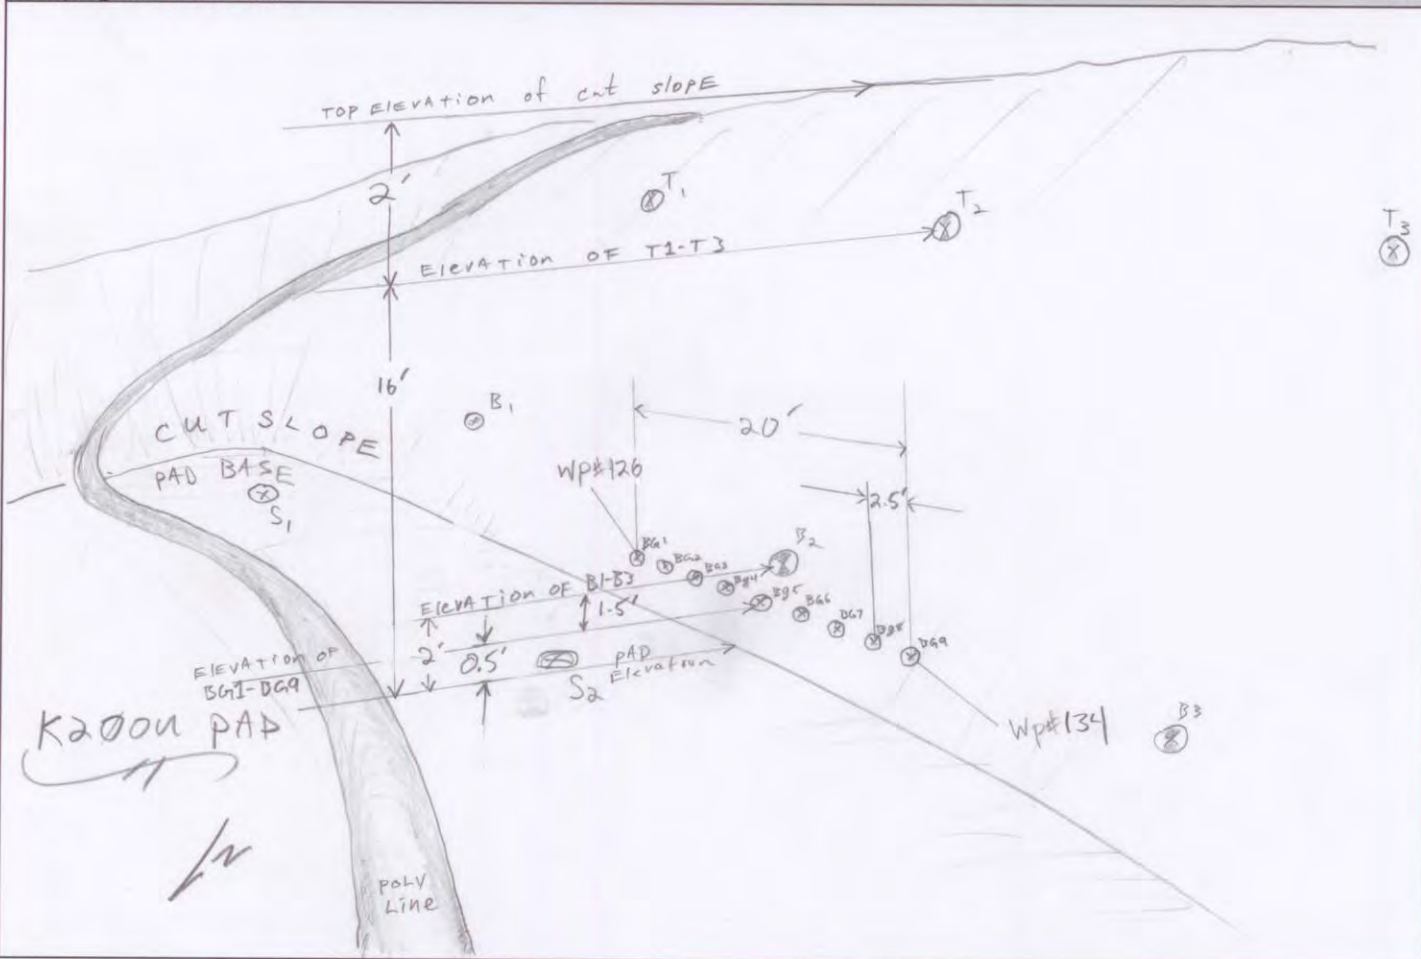 TOP ELEVATION of cut SLOPE
2'
T1
T2
T3
ELEVATION OF T1-T3
16'
B1
CUT SLOPE
PAD BASE
S1
20'
WP#126
2.5'
BG1
BG2
BG3
Bg4
Bg5
BG6
BG7
Bg8
BG9
B2
ELEVATION OF B1-B3
1.5'
2'
0.5'
PAD
Elevation
S2
ELEVATION OF
BG1-BG9
WP#134
B3
PAD
POLY
Line